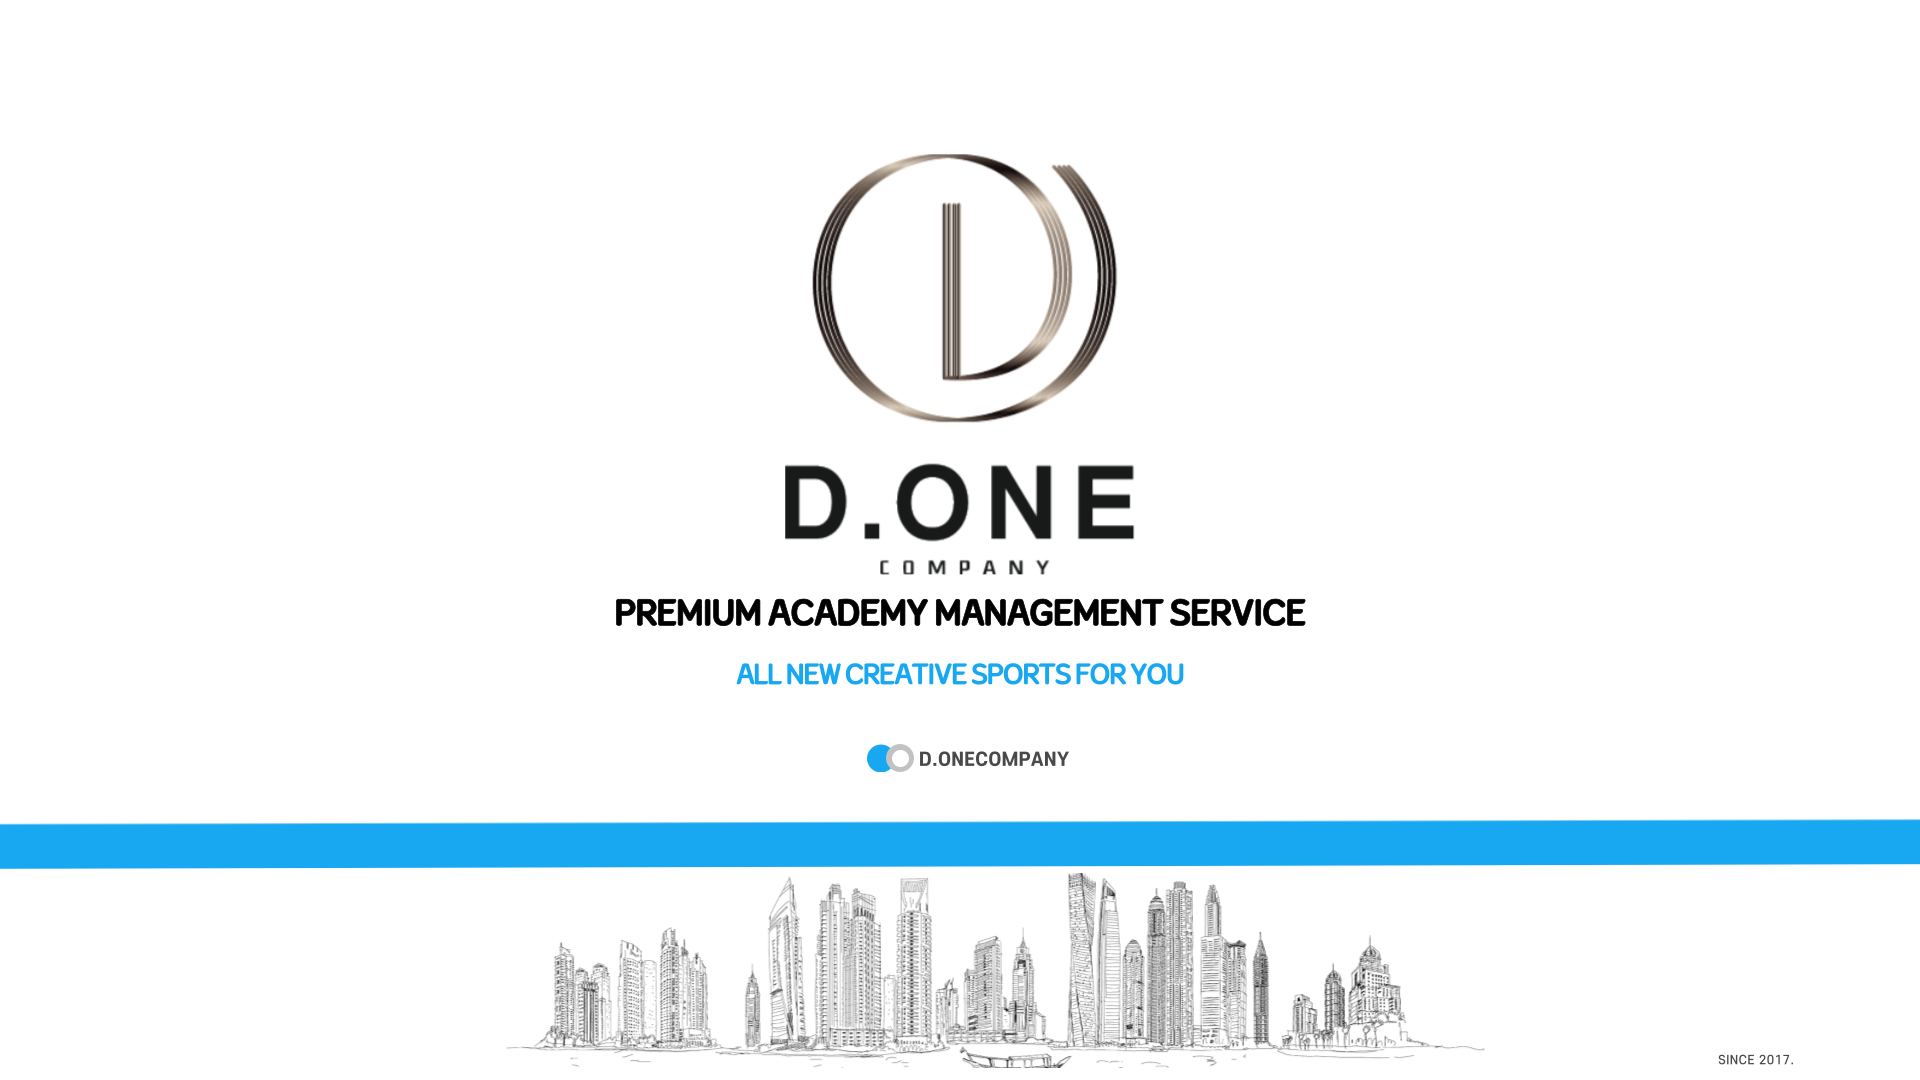 D.ONE
COMPANY
PREMIUM ACADEMY MANAGEMENT SERVICE
ALL NEW CREATIVE SPORTS FOR YOU
D.ONECOMPANY
SINCE 2017.